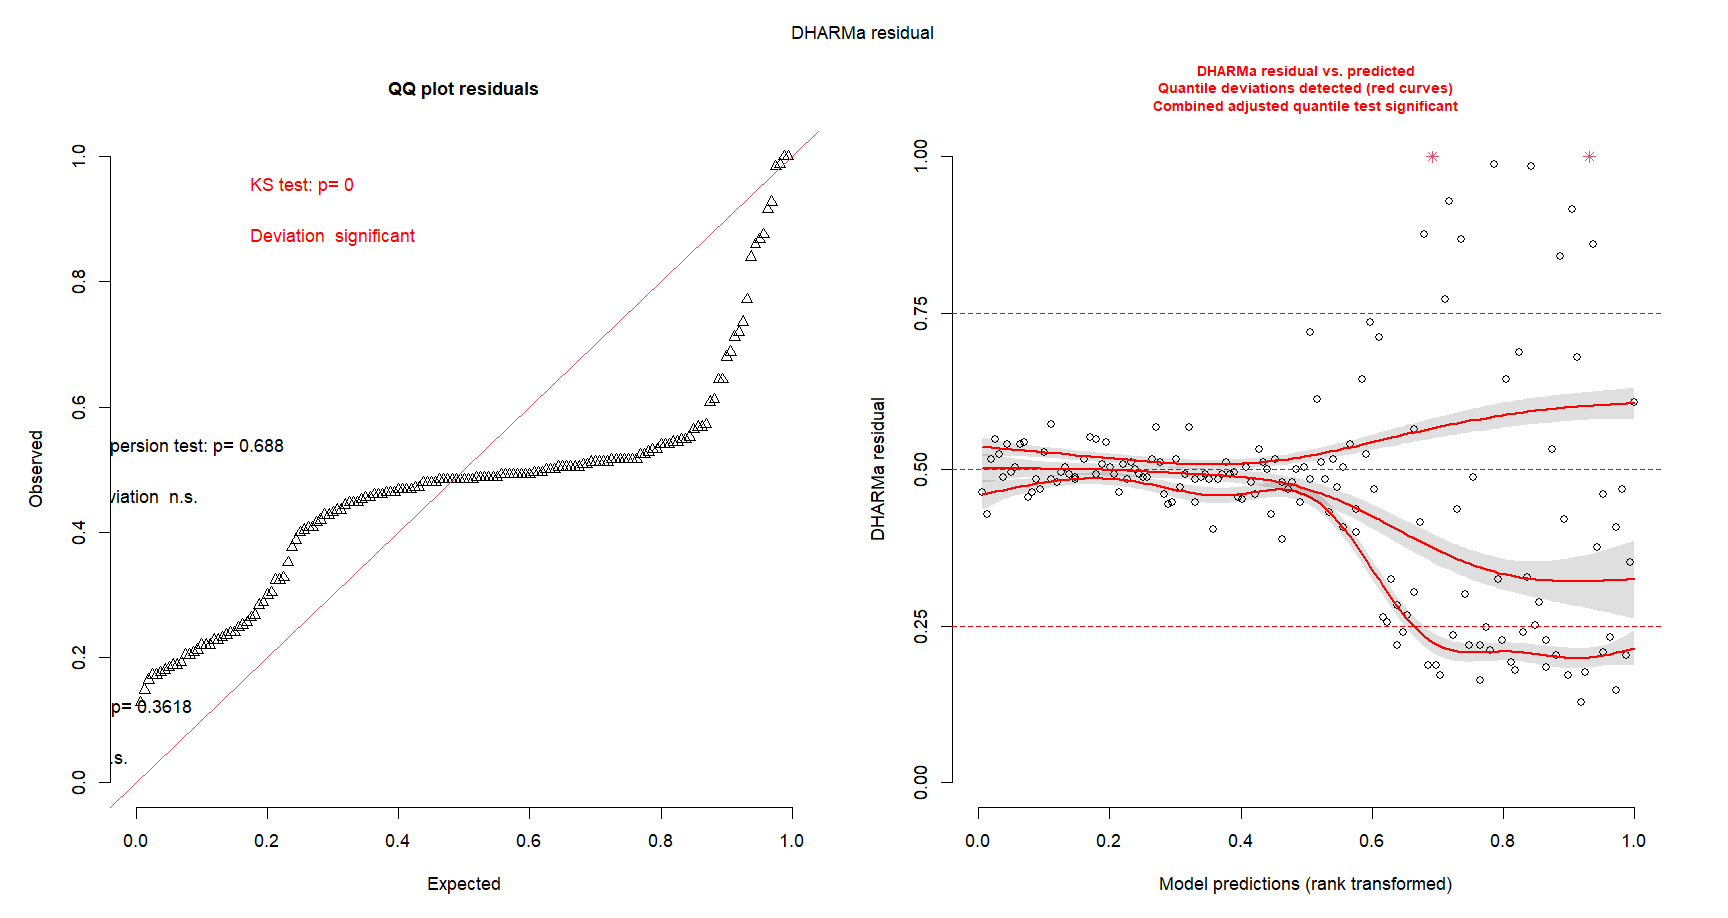 DHARMa residual
QQ plot residuals
KS test: p= 0
Deviation  significant
persion test: p= 0.688
viation  n.s.
p= 0.3618
.s.
Observed
0.0 0.2 0.4 0.6 0.8 1.0
0.0 0.2 0.4 0.6 0.8 1.0
Expected
DHARMa residual vs. predicted
Quantile deviations detected (red curves)
Combined adjusted quantile test significant
DHARMa residual
0.00 0.25 0.50 0.75 1.00
0.0 0.2 0.4 0.6 0.8 1.0
Model predictions (rank transformed)